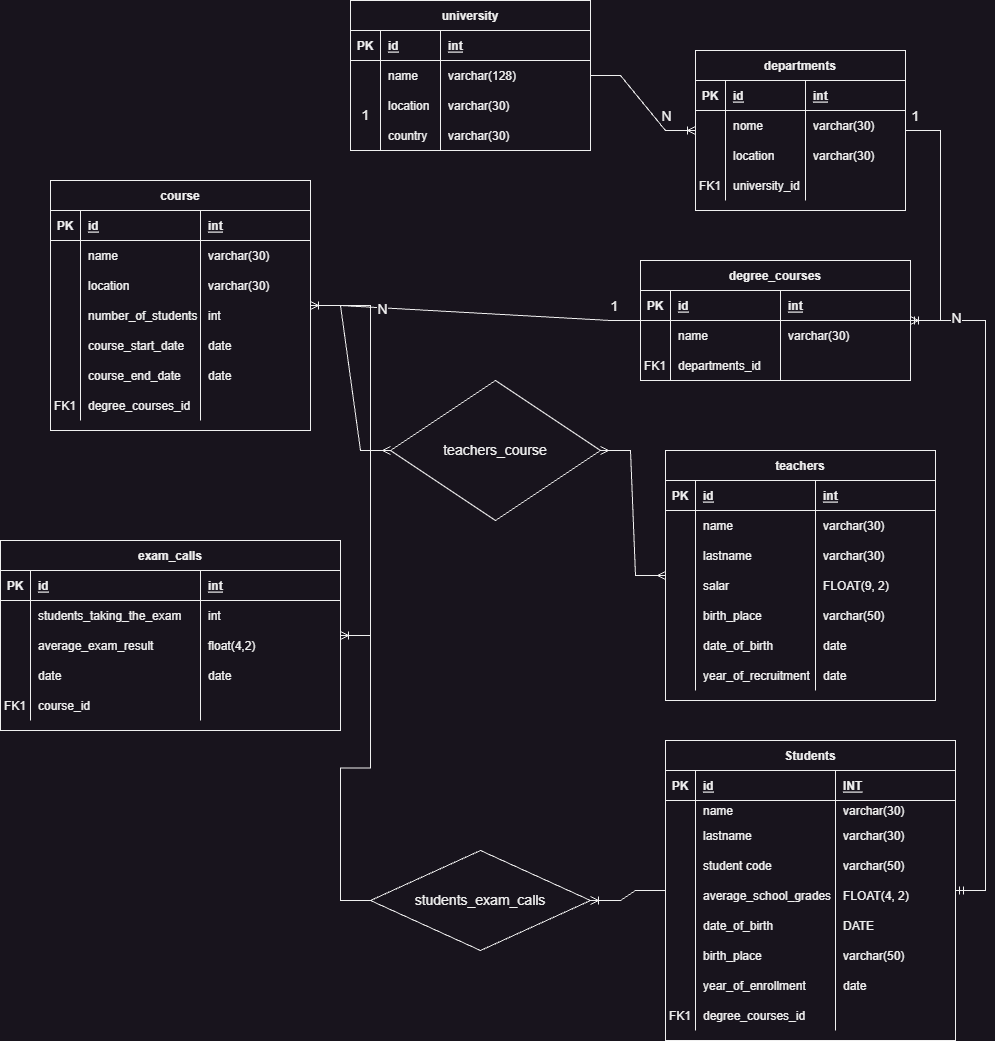 university
PK id int
name varchar(128)
location varchar(30)
1
country varchar(30)
departments
PK id int
nome varchar(30)
location varchar(30)
FK1 university_id
N
1
course
PK id int
name varchar(30)
location varchar(30)
number_of_students int
course_start_date date
course_end_date date
FK1 degree_courses_id
N
1
degree_courses
PK id int
name varchar(30)
FK1 departments_id
N
teachers_course
teachers
PK id int
name varchar(30)
lastname varchar(30)
salar FLOAT(9, 2)
birth_place varchar(50)
date_of_birth date
year_of_recruitment date
exam_calls
PK id int
students_taking_the_exam int
average_exam_result float(4,2)
date date
FK1 course_id
Students
PK id INT
name varchar(30)
lastname varchar(30)
student code varchar(50)
average_school_grades FLOAT(4, 2)
date_of_birth DATE
birth_place varchar(50)
year_of_enrollment date
FK1 degree_courses_id
students_exam_calls